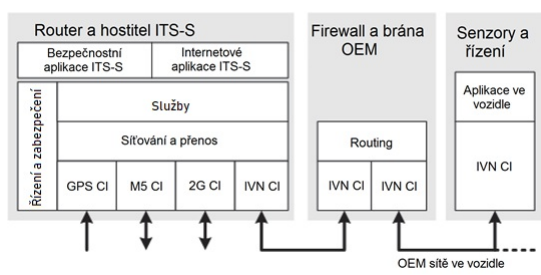 Router a hostitel ITS-S
Bezpečnostní
aplikace ITS-S
Internetové
aplikace ITS-S
Řízení a zabezpečení
Služby
Síťování a přenos
GPS CI
M5 CI
2G CI
IVN CI
Firewall a brána
OEM
Routing
IVN CI
IVN CI
Senzory a
řízení
Aplikace ve
vozidle
IVN CI
OEM sítě ve vozidle